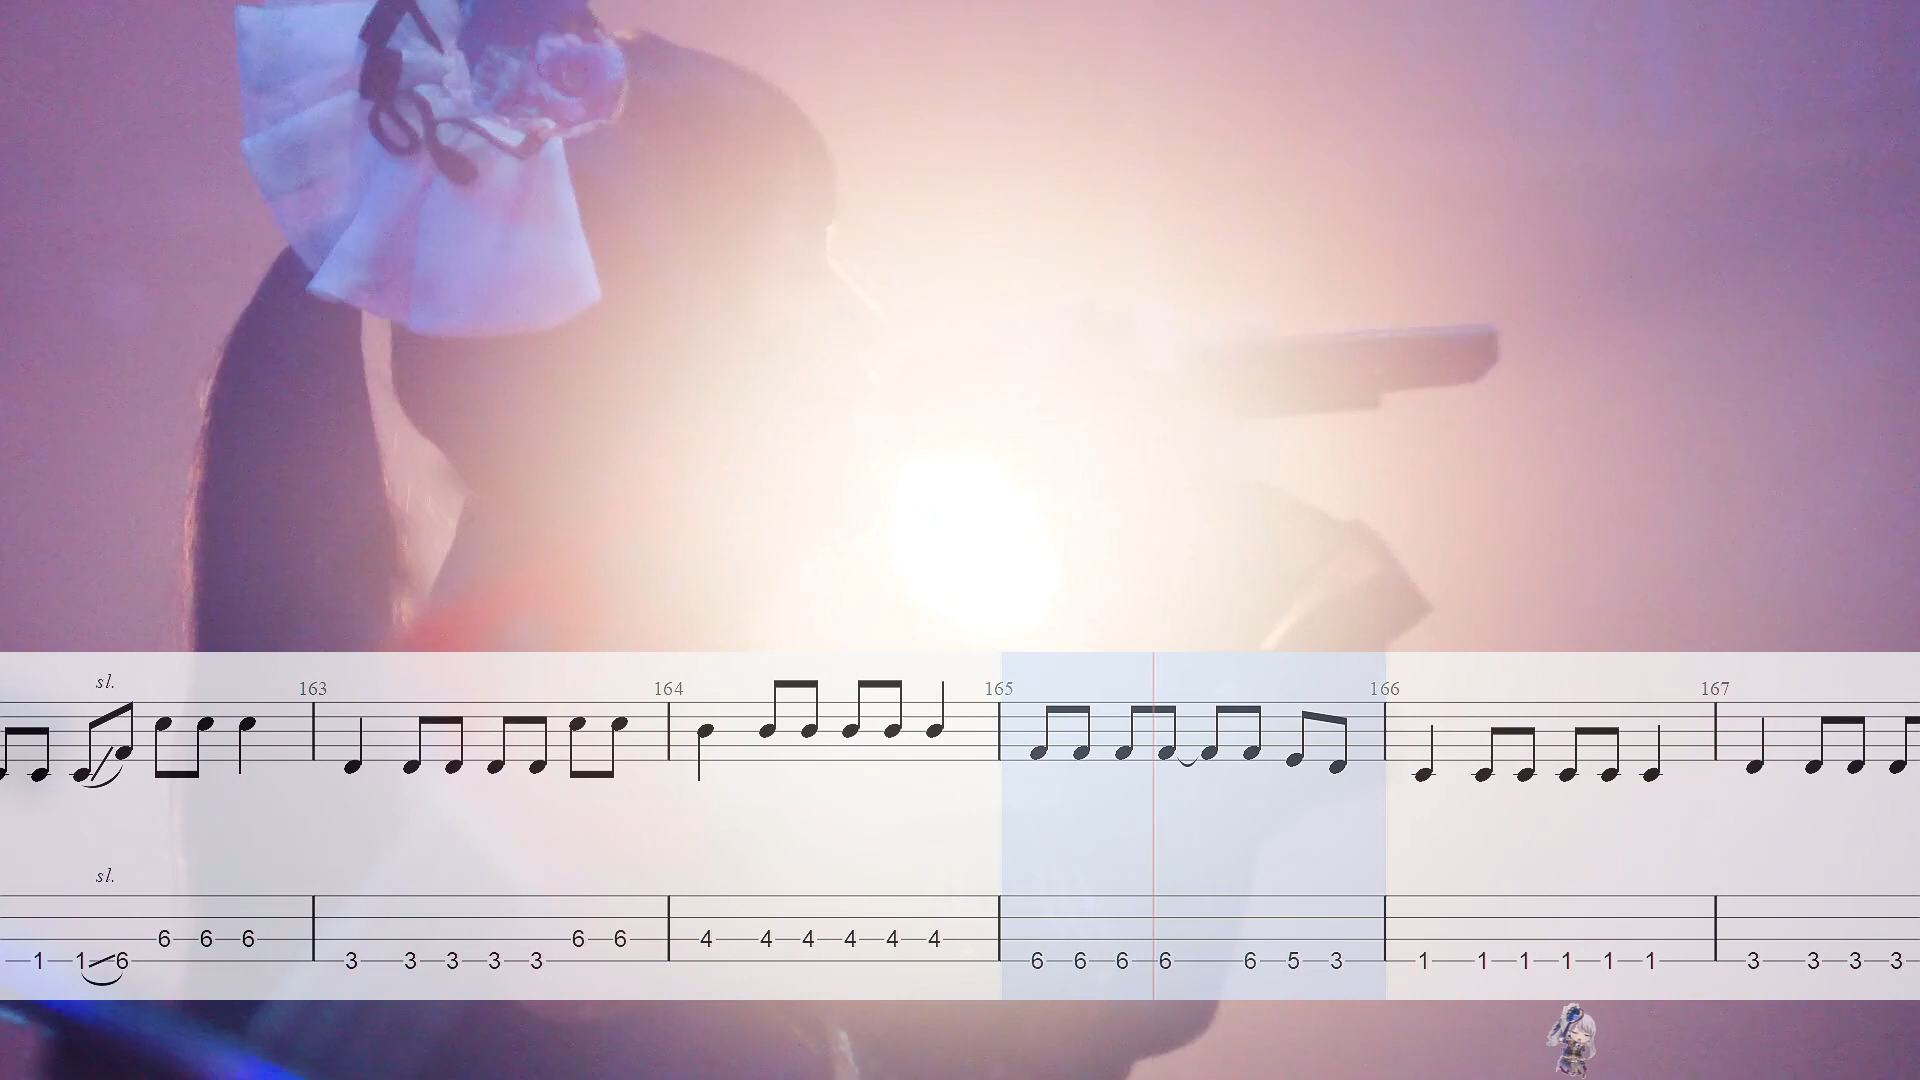 sl.
163 164 165 166 167
sl.
6 6 6 6 6 4 4 4 4 4 4
1 1 6 3 3 3 3 3 6 6 6 6 6 5 3 1 1 1 1 1 1 3 3 3 3